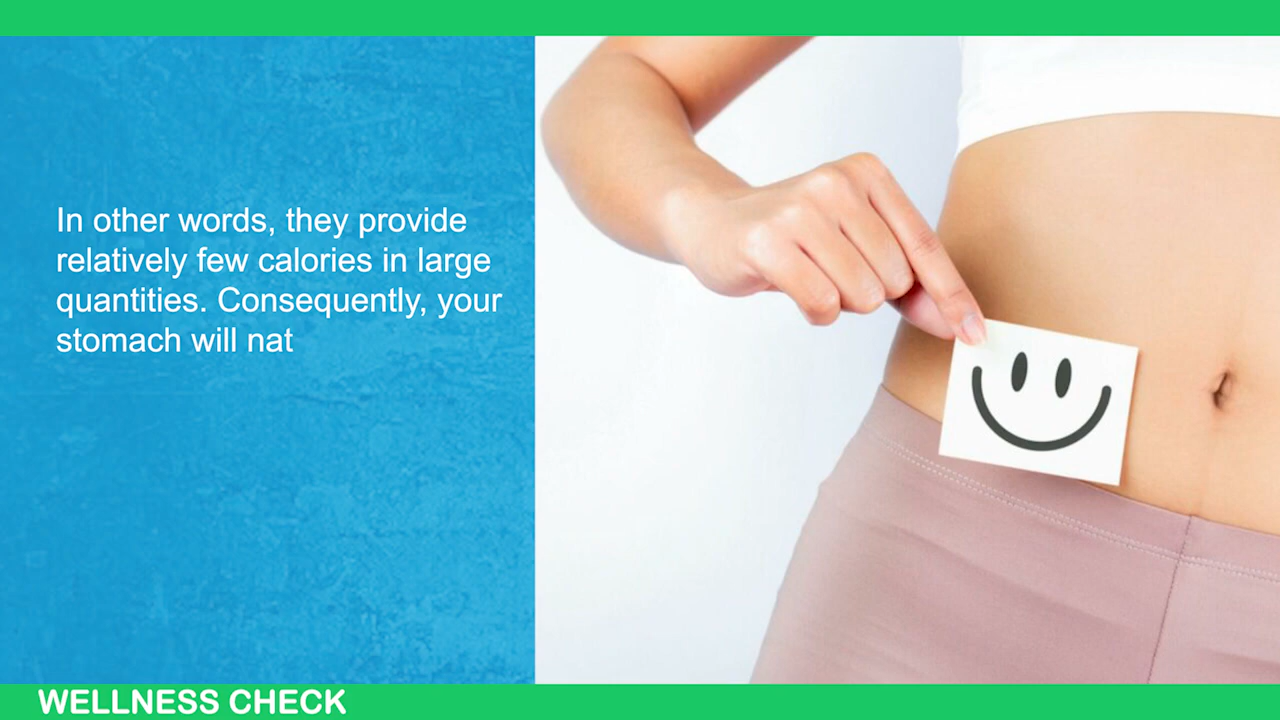 In other words, they provide
relatively few calories in large
quantities. Consequently, your
stomach will nat
WELLNESS CHECK